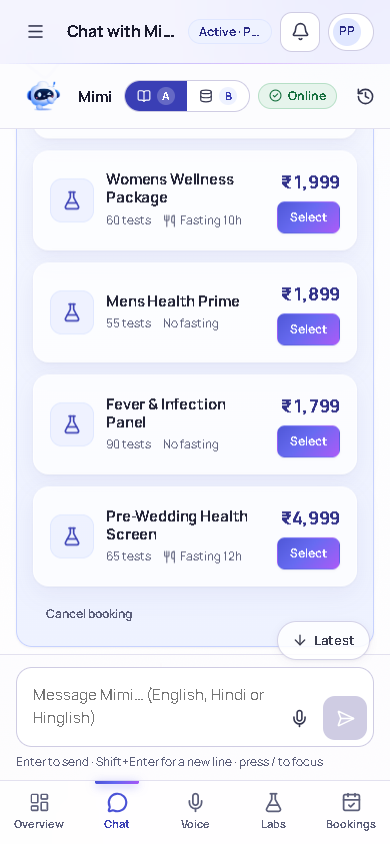 Chat with Mi...
Active · P...
PP
Mimi
A
B
Online
Womens Wellness
Package
60 tests
Fasting 10h
₹1,999
Select
Mens Health Prime
55 tests
No fasting
₹1,899
Select
Fever & Infection
Panel
90 tests
No fasting
₹1,799
Select
Pre-Wedding Health
Screen
65 tests
Fasting 12h
₹4,999
Select
Cancel booking
Latest
Message Mimi... (English, Hindi or
Hinglish)
Enter to send · Shift+Enter for a new line · press / to focus
Overview
Chat
Voice
Labs
Bookings